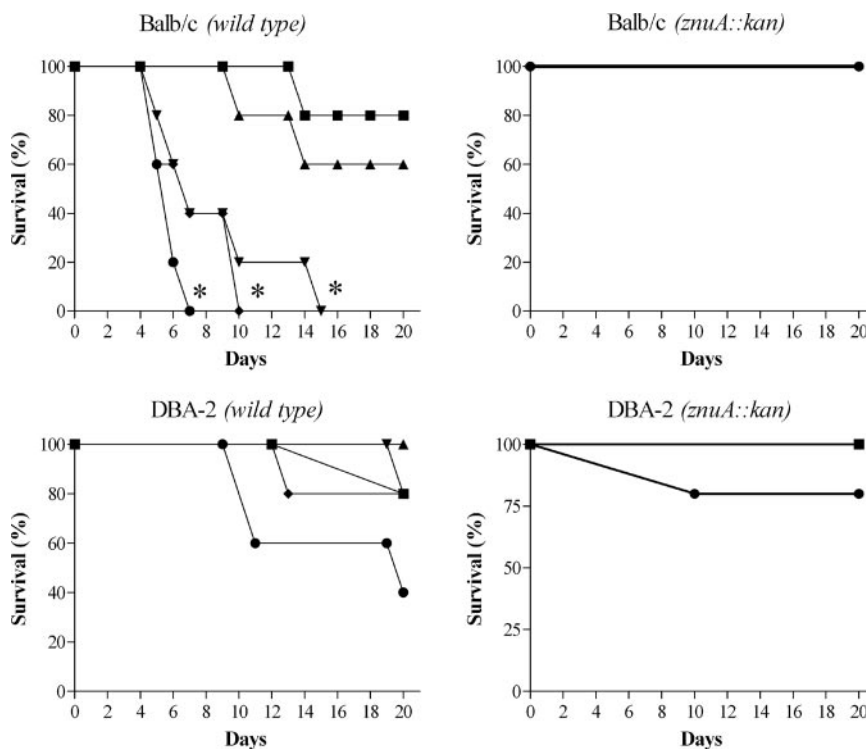 Balb/c (wild type)
Survival (%)
100
80
60
40
20
0
* * *
0 2 4 6 8 10 12 14 16 18 20
Days
Balb/c (znuA::kan)
Survival (%)
100
80
60
40
20
0
0 2 4 6 8 10 12 14 16 18 20
Days
DBA-2 (wild type)
Survival (%)
100
80
60
40
20
0
0 2 4 6 8 10 12 14 16 18 20
Days
DBA-2 (znuA::kan)
Survival (%)
100
75
50
25
0
0 2 4 6 8 10 12 14 16 18 20
Days